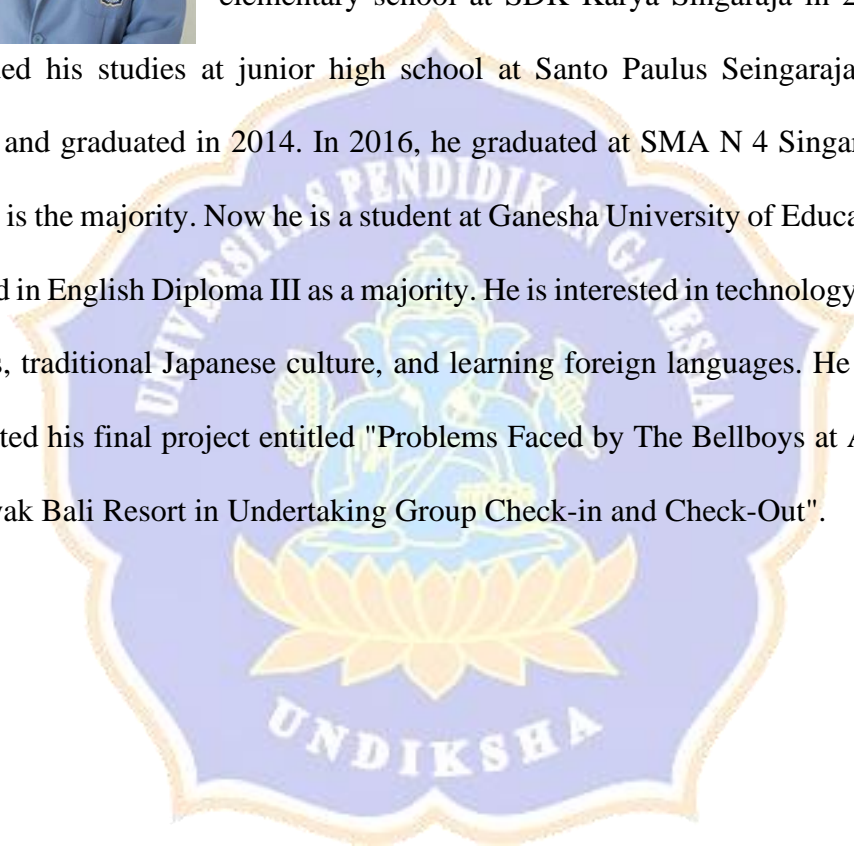 elementary school at SDK Karya Singaraja in 2
ed his studies at junior high school at Santo Paulus Seingaraja
and graduated in 2014. In 2016, he graduated at SMA N 4 Singar
is the majority. Now he is a student at Ganesha University of Educa
d in English Diploma III as a majority. He is interested in technology
s, traditional Japanese culture, and learning foreign languages. He
ted his final project entitled "Problems Faced by The Bellboys at A
yak Bali Resort in Undertaking Group Check-in and Check-Out".
UNIVERSITAS PENDIDIKAN GANESHA
UNDIKSHA